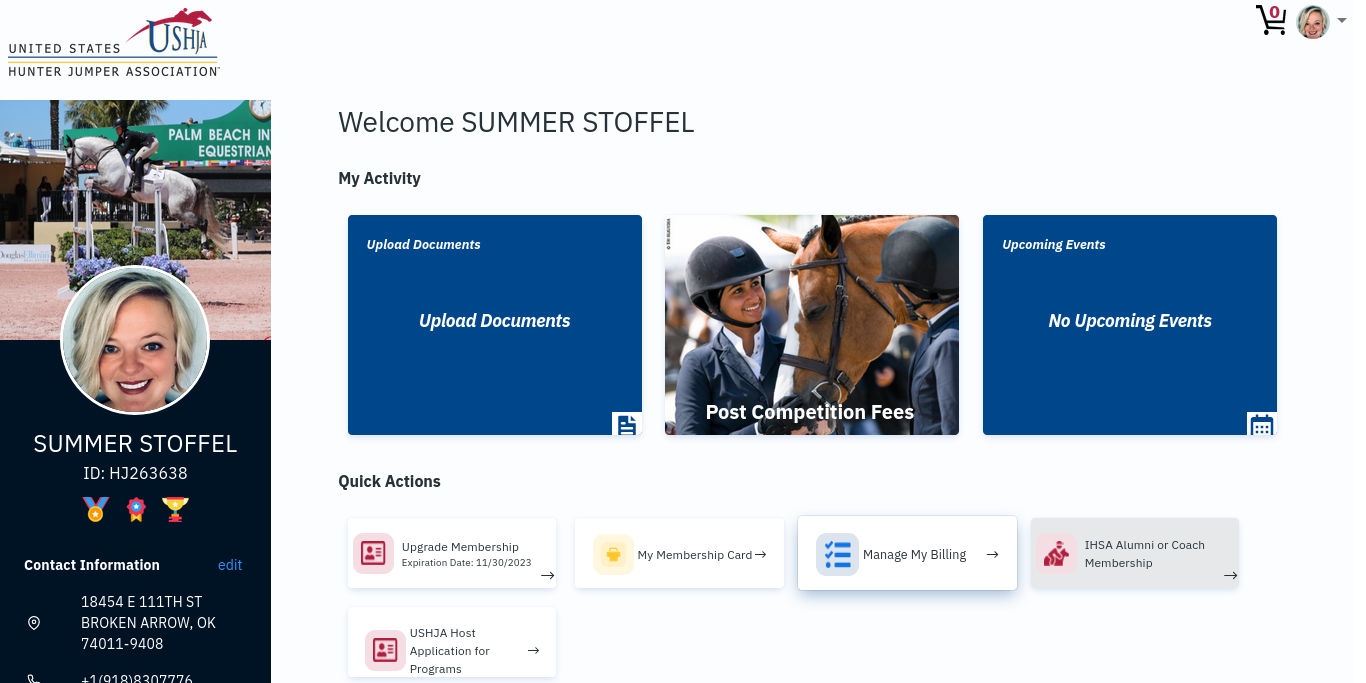 UNITED STATES
USHJA
HUNTER JUMPER ASSOCIATION
0
PALM BEACH IN
EQUESTRIAN
SUMMER STOFFEL
ID: HJ263638
Contact Information
edit
18454 E 111TH ST
BROKEN ARROW, OK
74011-9408
+1(918)8307776
Welcome SUMMER STOFFEL
My Activity
Upload Documents
Upload Documents
Post Competition Fees
Upcoming Events
No Upcoming Events
Quick Actions
Upgrade Membership
Expiration Date: 11/30/2023
My Membership Card
Manage My Billing
IHSA Alumni or Coach
Membership
USHJA Host
Application for
Programs